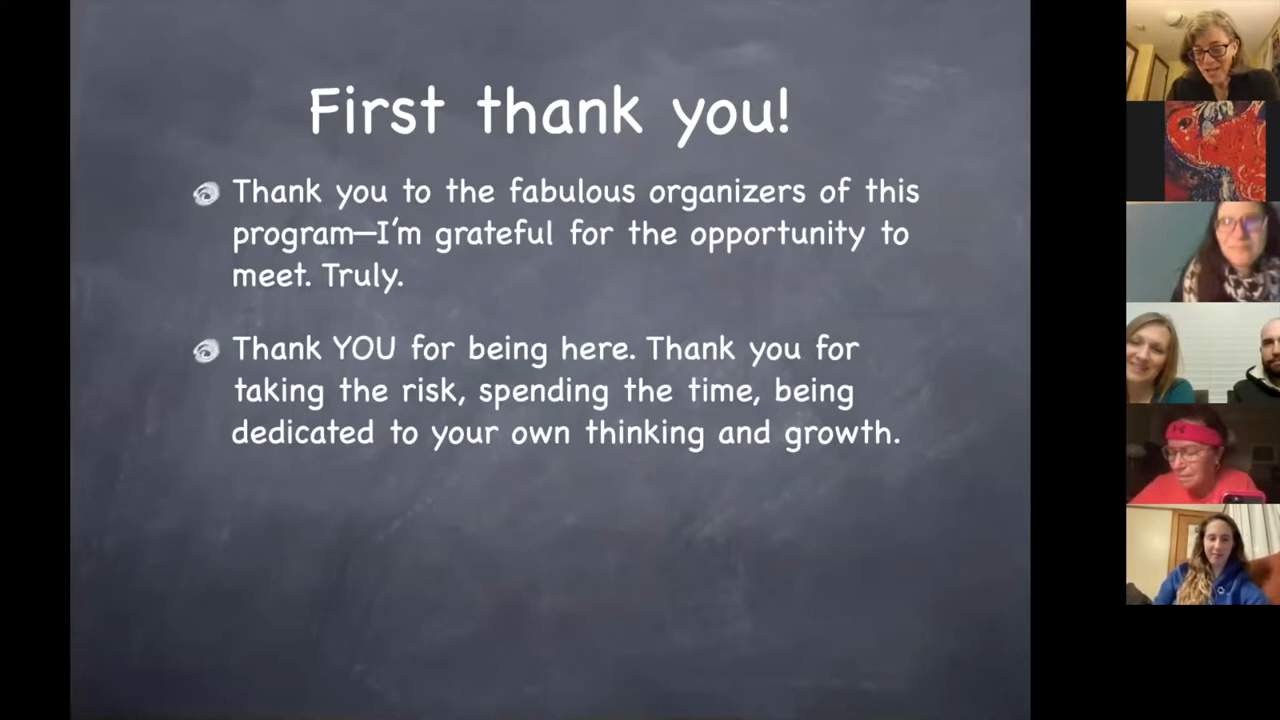 First thank you!
Thank you to the fabulous organizers of this
program—I'm grateful for the opportunity to
meet. Truly.
Thank YOU for being here. Thank you for
taking the risk, spending the time, being
dedicated to your own thinking and growth.